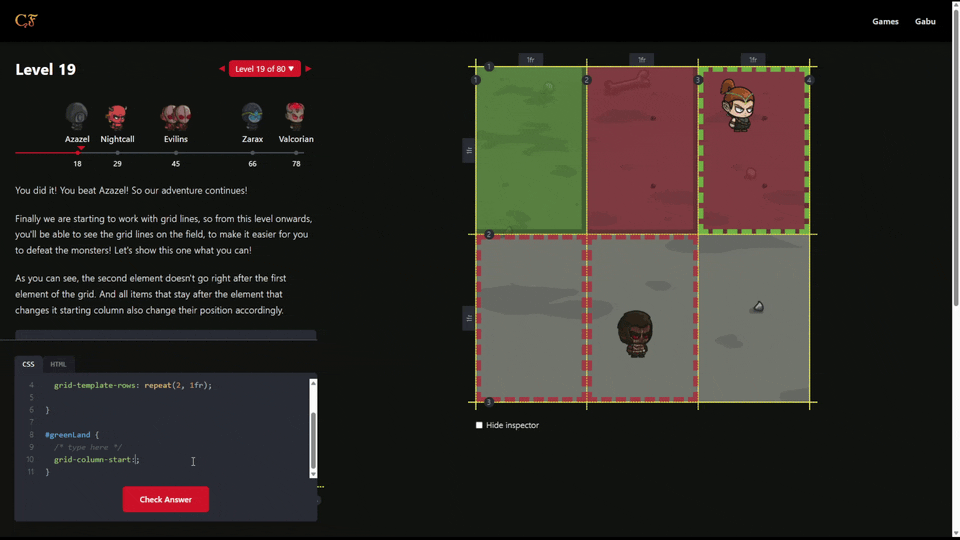 CF
Games
Gabu
Level 19
Level 19 of 80 ▼
Azazel
Nightcall
Evilins
Zarax
Valcorian
18
29
45
66
78
You did it! You beat Azazel! So our adventure continues!
Finally we are starting to work with grid lines, so from this level onwards,
you'll be able to see the grid lines on the field, to make it easier for you
to defeat the monsters! Let's show this one what you can!
As you can see, the second element doesn't go right after the first
element of the grid. And all items that stay after the element that
changes it starting column also change their position accordingly.
CSS
HTML
4 grid-template-rows: repeat(2, 1fr);
5
6 }
7
8 #greenLand {
9 /* type here */
10 grid-column-start:;
11 }
Check Answer
1fr
1fr
1fr
1
1
2
3
4
1fr
2
1fr
3
Hide inspector